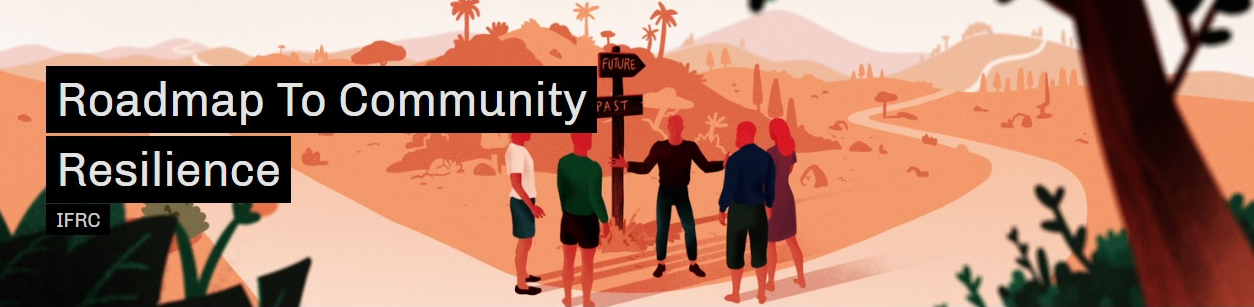 FUTURE
Roadmap To Community
PAST
Resilience
IFRC